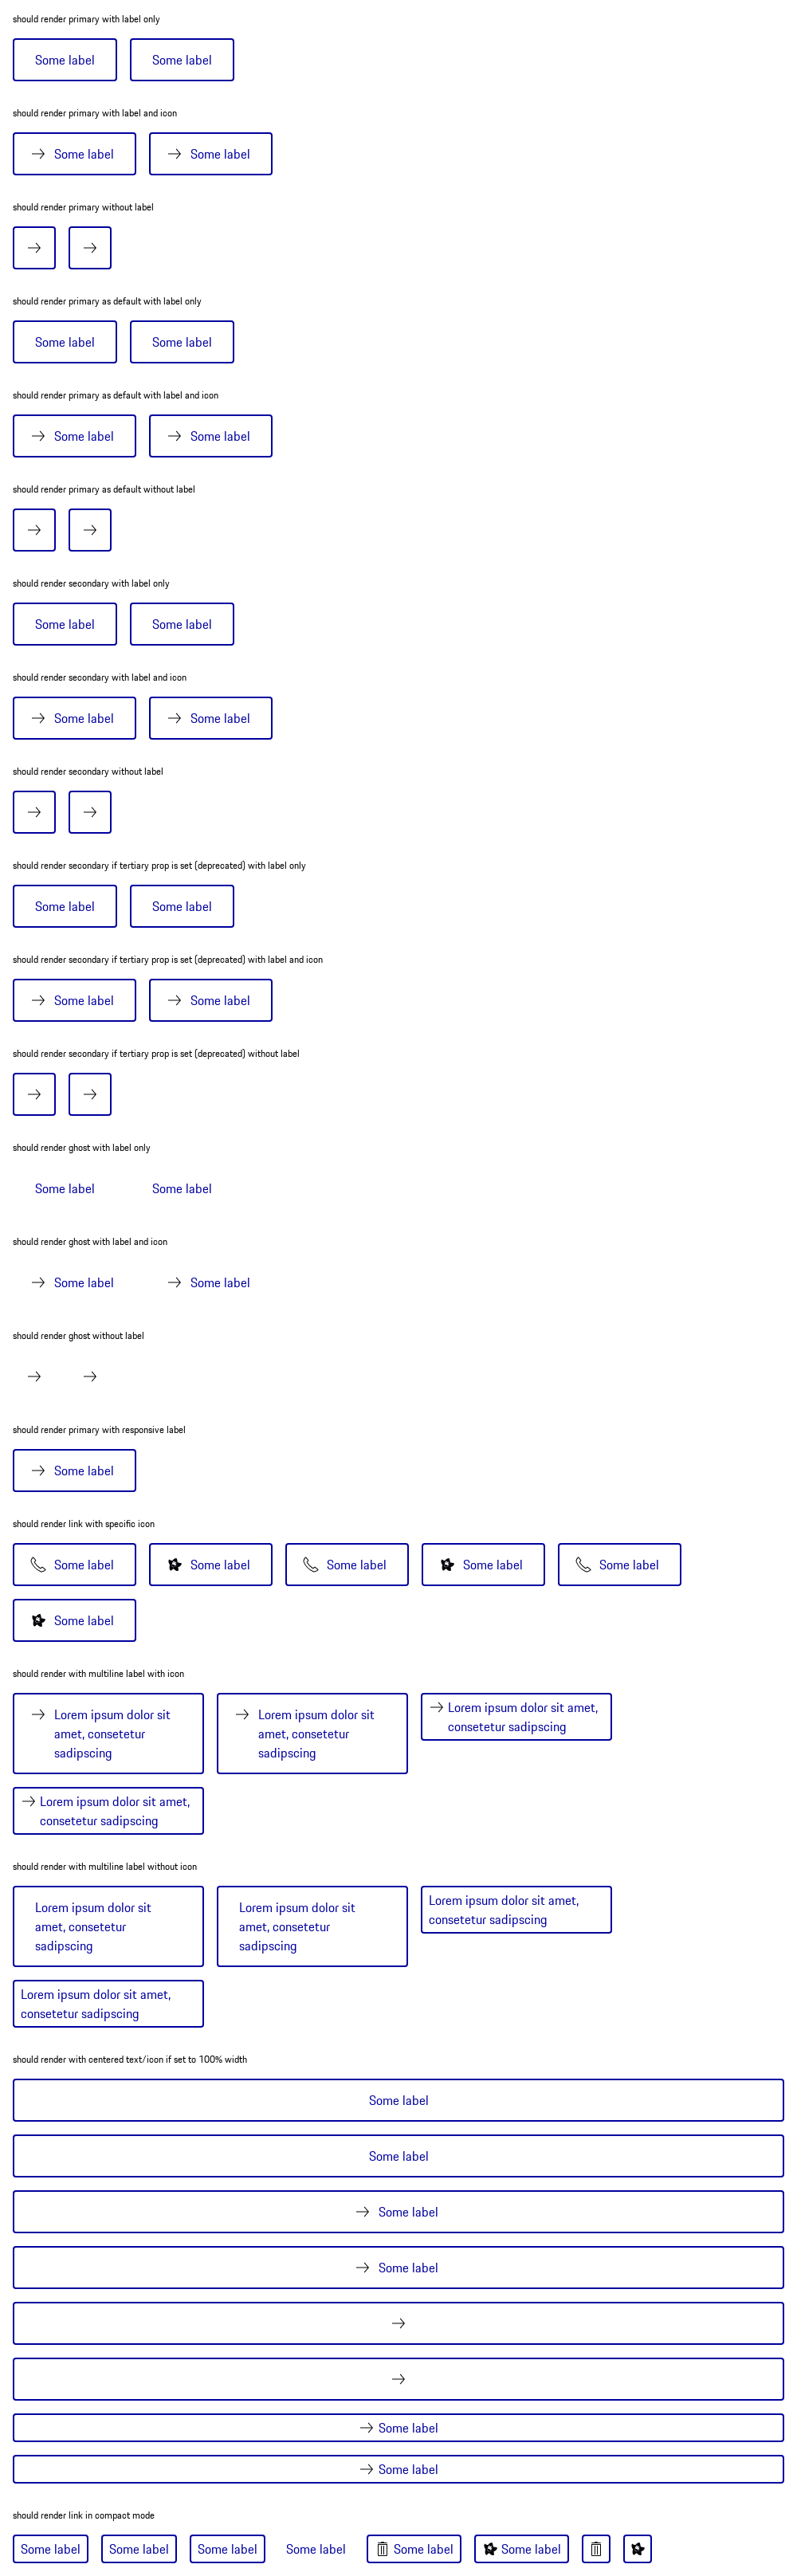 should render primary with label only
Some label Some label
should render primary with label and icon
Some label Some label
should render primary without label
should render primary as default with label only
Some label Some label
should render primary as default with label and icon
Some label Some label
should render primary as default without label
should render secondary with label only
Some label Some label
should render secondary with label and icon
Some label Some label
should render secondary without label
should render secondary if tertiary prop is set (deprecated) with label only
Some label Some label
should render secondary if tertiary prop is set (deprecated) with label and icon
Some label Some label
should render secondary if tertiary prop is set (deprecated) without label
should render ghost with label only
Some label Some label
should render ghost with label and icon
Some label Some label
should render ghost without label
should render primary with responsive label
Some label
should render link with specific icon
Some label Some label Some label Some label Some label
Some label
should render with multiline label with icon
Lorem ipsum dolor sit
amet, consetetur
sadipscing
Lorem ipsum dolor sit
amet, consetetur
sadipscing
Lorem ipsum dolor sit amet,
consetetur sadipscing
Lorem ipsum dolor sit amet,
consetetur sadipscing
should render with multiline label without icon
Lorem ipsum dolor sit
amet, consetetur
sadipscing
Lorem ipsum dolor sit
amet, consetetur
sadipscing
Lorem ipsum dolor sit amet,
consetetur sadipscing
Lorem ipsum dolor sit amet,
consetetur sadipscing
should render with centered text/icon if set to 100% width
Some label
Some label
Some label
Some label
Some label
Some label
should render link in compact mode
Some label Some label Some label Some label Some label Some label